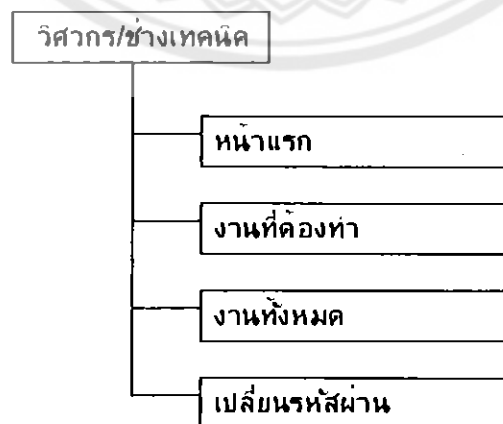 วิศวกร/ช่างเทคนิค
หน้าแรก
งานที่ต้องทำ
งานทั้งหมด
เปลี่ยนรหัสผ่าน